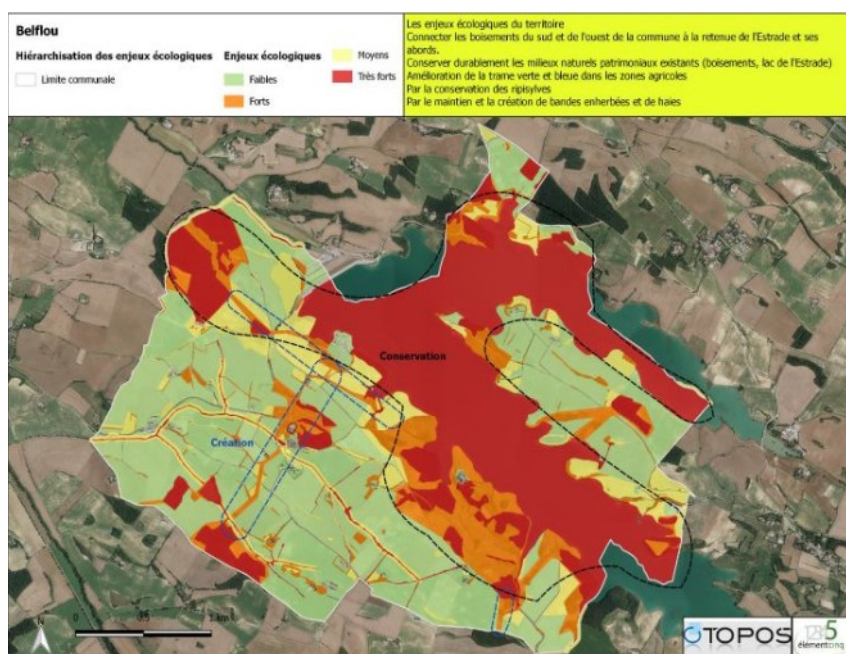 Belflou
Hiérarchisation des enjeux écologiques
Limite communale
Enjeux écologiques
Faibles
Forts
Moyens
Très forts
Les enjeux écologiques du territoire
Connecter les boisements du sud et de l'ouest de la commune à la retenue de l'Estrade et ses
abords.
Conserver durablement les milieux naturels patrimoniaux existants (boisements, lac de l'Estrade)
Amélioration de la trame verte et bleue dans les zones agricoles
Par la conservation des ripisylves
Par le maintien et la création de bandes enherbées et de haies
Conservation
Création
N
0 0.5 1 km
OTOPOS
5